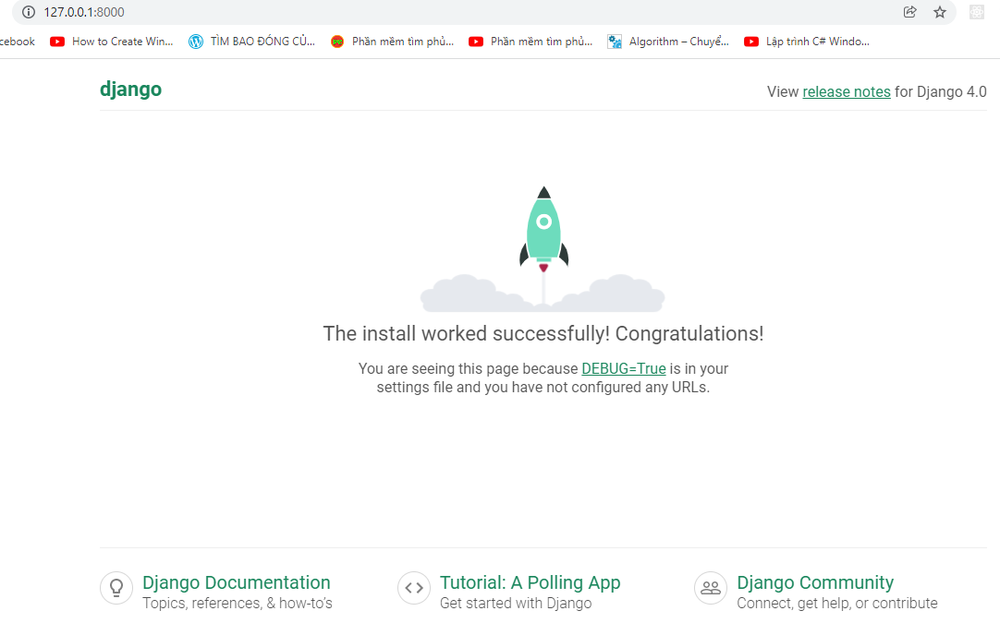 127.0.0.1:8000
cebook How to Create Win... TÌM BAO ĐÓNG CỦ... Phần mềm tìm phủ... Phần mềm tìm phủ... Algorithm – Chuyể... Lập trình C# Windo...
django
View release notes for Django 4.0
The install worked successfully! Congratulations!
You are seeing this page because DEBUG=True is in your
settings file and you have not configured any URLs.
Django Documentation
Topics, references, & how-to's
Tutorial: A Polling App
Get started with Django
Django Community
Connect, get help, or contribute